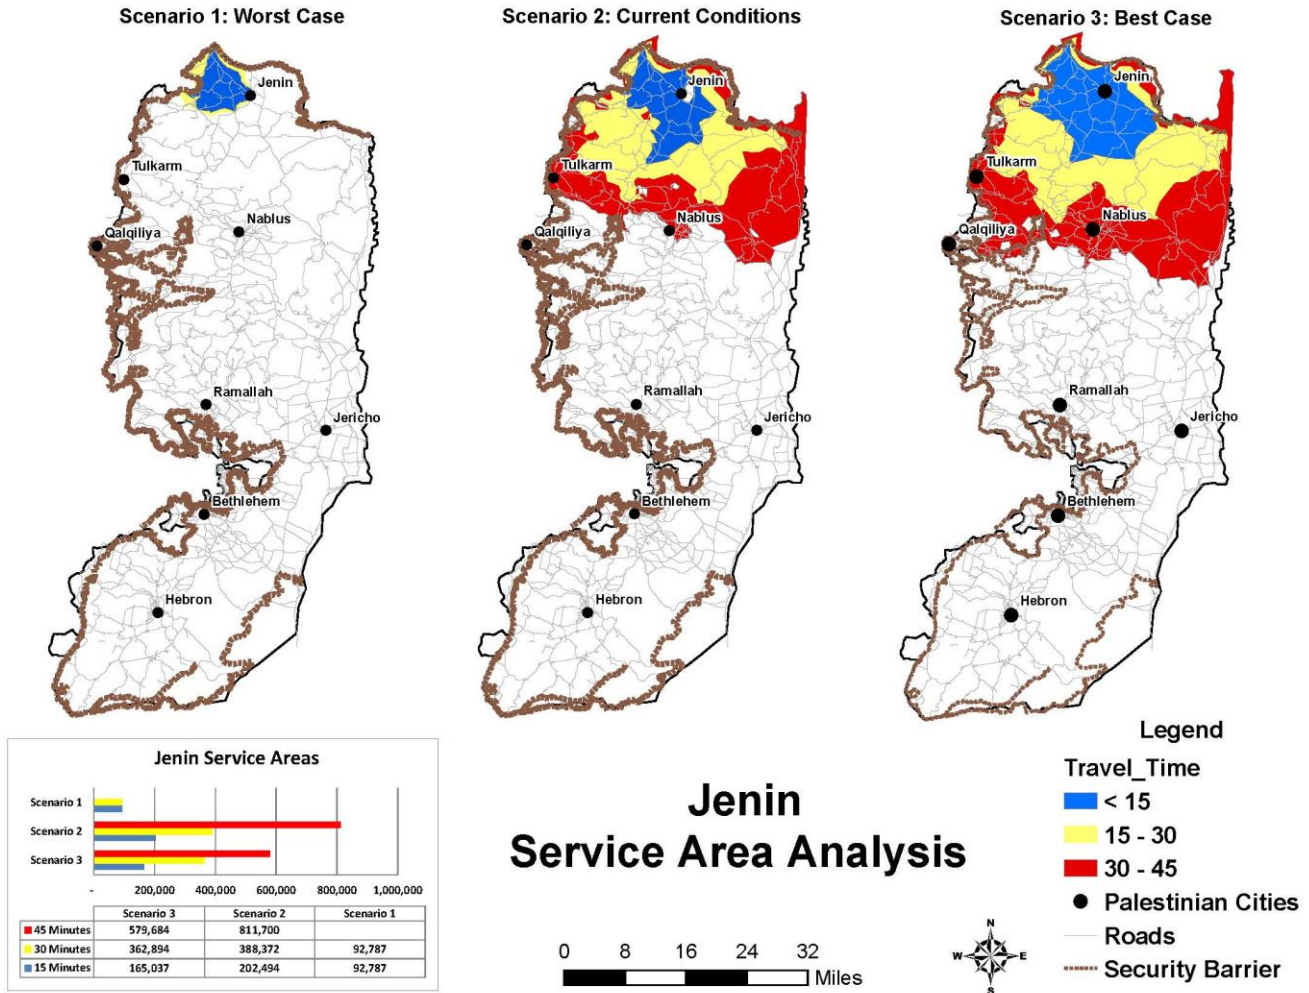 Scenario 1: Worst Case
Scenario 2: Current Conditions
Scenario 3: Best Case
Jenin
Tulkarm
Nablus
Qalqiliya
Ramallah
Jericho
Bethlehem
Hebron
Jenin
Tulkarm
Nablus
Qalqiliya
Ramallah
Jericho
Bethlehem
Hebron
Jenin
Tulkarm
Nablus
Qalqiliya
Ramallah
Jericho
Bethlehem
Hebron
Jenin Service Areas
Scenario 1
Scenario 2
Scenario 3
- 200,000 400,000 600,000 800,000 1,000,000
Scenario 3 Scenario 2 Scenario 1
45 Minutes 579,684 811,700
30 Minutes 362,894 388,372 92,787
15 Minutes 165,037 202,494 92,787
Jenin
Service Area Analysis
0 8 16 24 32
Miles
N
W E
S
Legend
Travel_Time
< 15
15 - 30
30 - 45
Palestinian Cities
Roads
Security Barrier